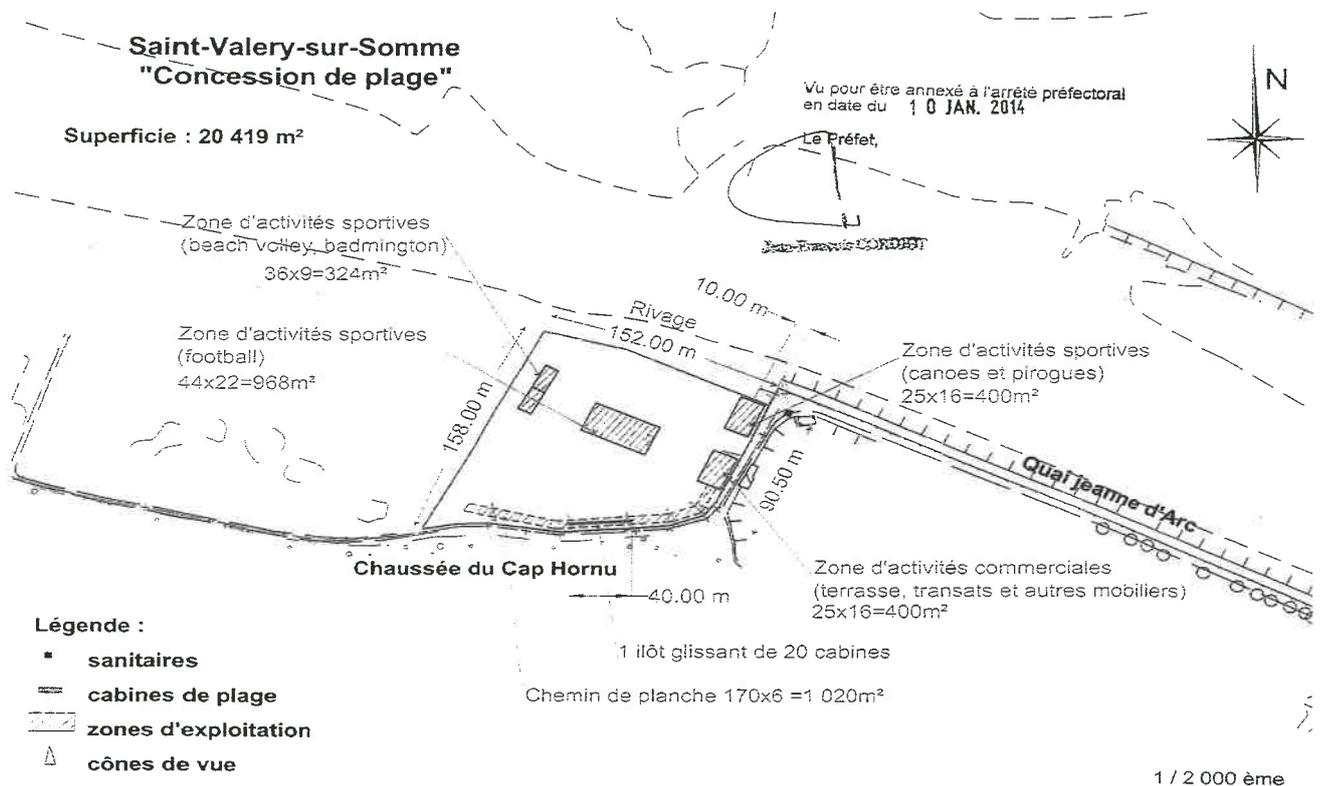 Saint-Valery-sur-Somme
"Concession de plage"
Superficie : 20 419 m²
Vu pour être annexé à l'arrêté préfectoral
en date du 10 JAN. 2014
Le Préfet,
N
Zone d'activités sportives
(beach volley, badmington)
36x9=324m²
Zone d'activités sportives
(football)
44x22=968m²
10.00 m
Rivage
152.00 m
158.00 m
Zone d'activités sportives
(canoes et pirogues)
25x16=400m²
90.50 m
Quai jeanne d'Arc
Chaussée du Cap Hornu
40.00 m
Zone d'activités commerciales
(terrasse, transats et autres mobiliers)
25x16=400m²
1 ilôt glissant de 20 cabines
Chemin de planche 170x6 =1 020m²
Légende :
sanitaires
cabines de plage
zones d'exploitation
cônes de vue
1 / 2 000 ème